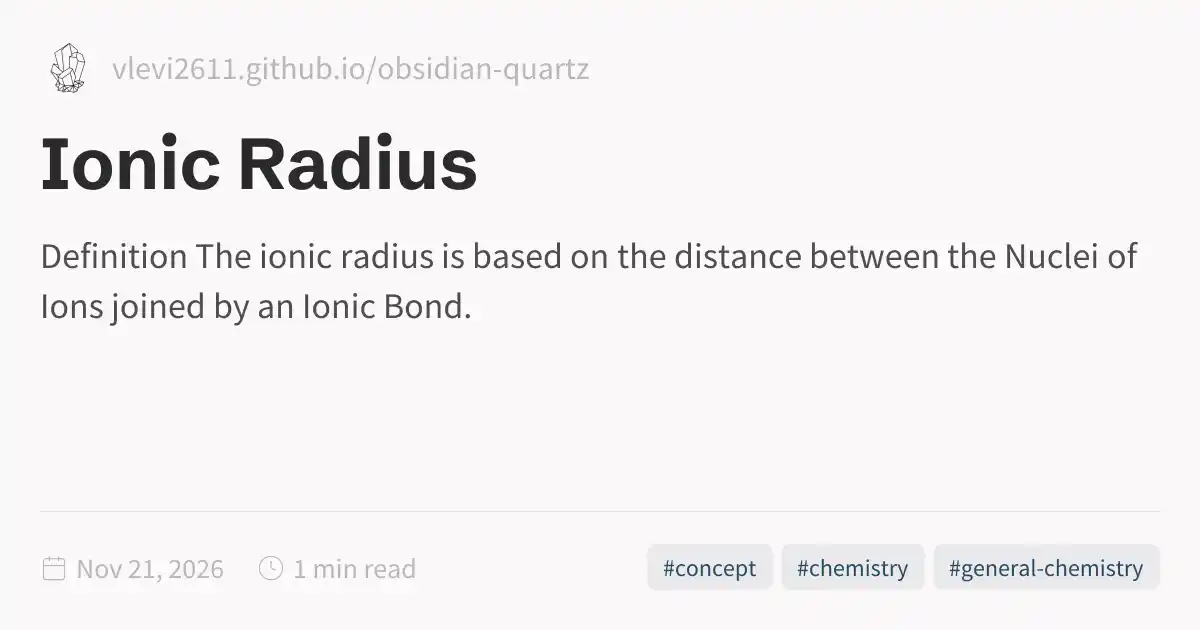 vlevi2611.github.io/obsidian-quartz
Ionic Radius
Definition The ionic radius is based on the distance between the Nuclei of
Ions joined by an Ionic Bond.
Nov 21, 2026 1 min read #concept #chemistry #general-chemistry